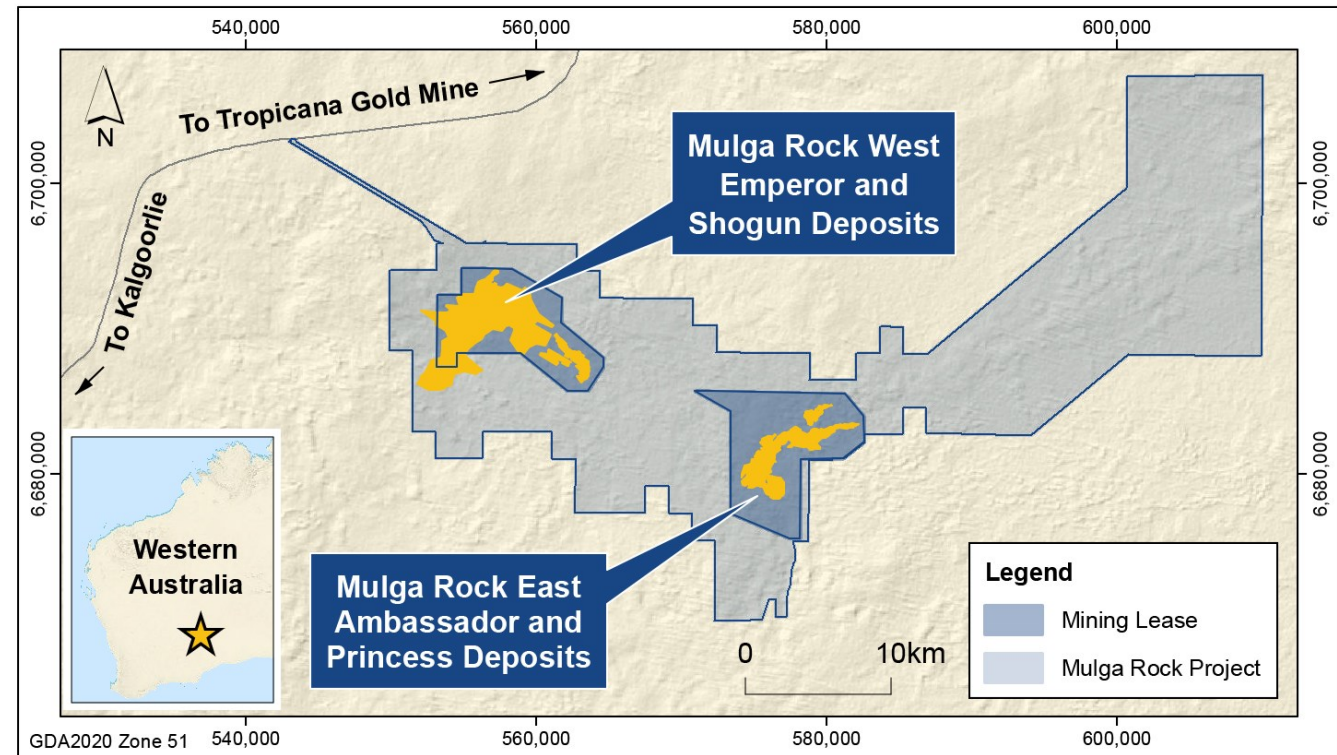 540,000
560,000
580,000
600,000
To Tropicana Gold Mine
N
To Kalgoorlie
6,700,000
6,700,000
Mulga Rock West
Emperor and
Shogun Deposits
6,680,000
6,680,000
Western
Australia
Mulga Rock East
Ambassador and
Princess Deposits
0 10km
Legend
Mining Lease
Mulga Rock Project
GDA2020 Zone 51
540,000
560,000
580,000
600,000